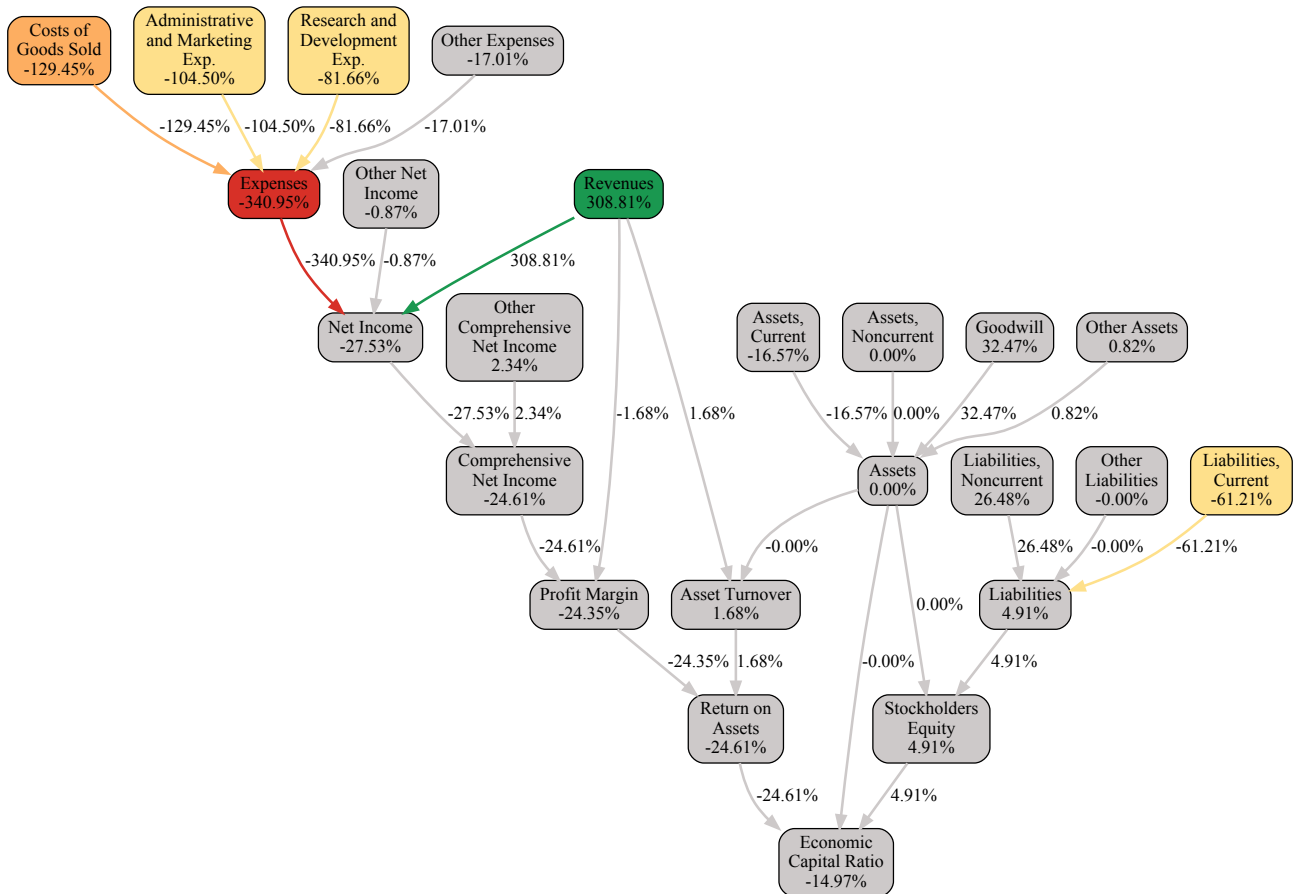 Costs of
Goods Sold
-129.45%
Administrative
and Marketing
Exp.
-104.50%
Research and
Development
Exp.
-81.66%
Other Expenses
-17.01%
-129.45%
-104.50%
-81.66%
-17.01%
Expenses
-340.95%
Other Net
Income
-0.87%
Revenues
308.81%
-340.95%
-0.87%
308.81%
Net Income
-27.53%
Other
Comprehensive
Net Income
2.34%
Assets,
Current
-16.57%
Assets,
Noncurrent
0.00%
Goodwill
32.47%
Other Assets
0.82%
-27.53%
2.34%
-1.68%
1.68%
-16.57%
0.00%
32.47%
0.82%
Comprehensive
Net Income
-24.61%
Assets
0.00%
Liabilities,
Noncurrent
26.48%
Other
Liabilities
-0.00%
Liabilities,
Current
-61.21%
-24.61%
-0.00%
26.48%
-0.00%
-61.21%
Profit Margin
-24.35%
Asset Turnover
1.68%
0.00%
Liabilities
4.91%
-24.35%
1.68%
-0.00%
4.91%
Return on
Assets
-24.61%
Stockholders
Equity
4.91%
-24.61%
4.91%
Economic
Capital Ratio
-14.97%